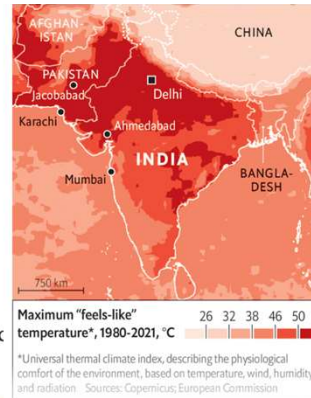 AFGHAN-
ISTAN
CHINA
PAKISTAN
Jacobabad
Delhi
Karachi
Ahmedabad
INDIA
Mumbai
BANGLA-
DESH
750 km
Maximum “feels-like”
temperature*, 1980-2021, °C
26 32 38 46 50
*Universal thermal climate index, describing the physiological
comfort of the environment, based on temperature, wind, humidity
and radiation Sources: Copernicus; European Commission